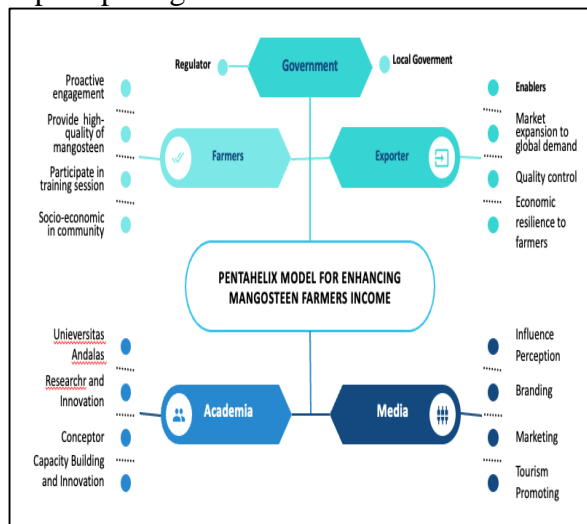 Regulator
Government
Local Goverment
Proactive
engagement
Provide high-
quality of
mangosteen
Participate in
training session
Socio-economic
in community
Farmers
Exporter
Enablers
Market
expansion to
global demand
Quality control
Economic
resilience to
farmers
PENTAHELIX MODEL FOR ENHANCING
MANGOSTEEN FARMERS INCOME
Unieversitas
Andalas
Researchr and
Innovation
Conceptor
Capacity Building
and Innovation
Academia
Media
Influence
Perception
Branding
Marketing
Tourism
Promoting